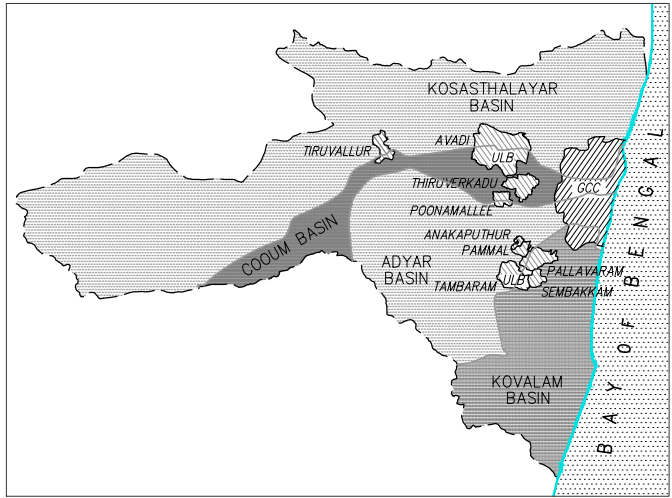 KOSASTHALAYAR
BASIN
AVADI
TIRUVALLUR
ULB
THIRUVERKADU
GCC
POONAMALLEE
COOUM BASIN
ANAKAPUTHUR
PAMMAL
ADYAR
BASIN
PALLAVARAM
TAMBARAM
ULB
SEMBAKKAM
KOVALAM
BASIN
BAY OF BENGAL